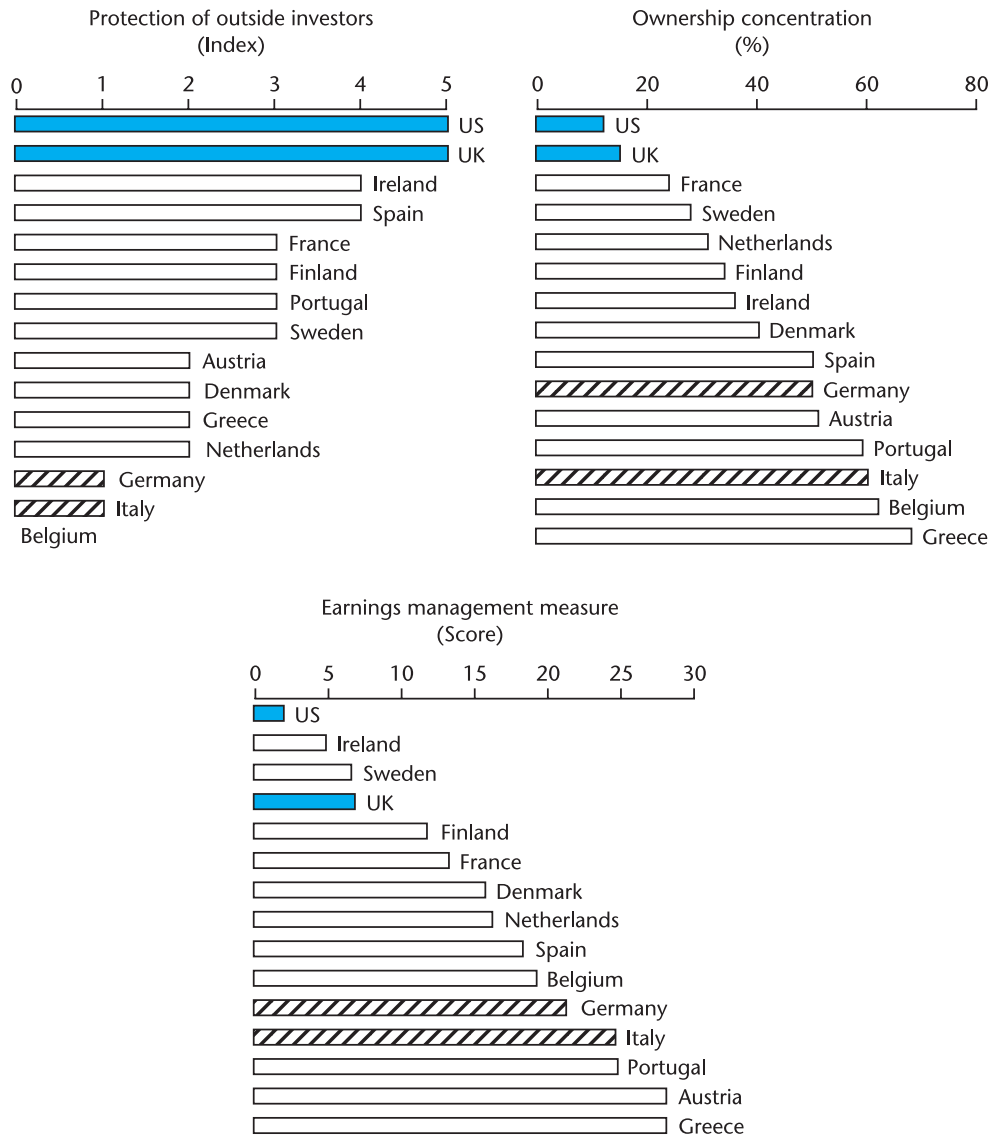 Protection of outside investors
(Index)
0 1 2 3 4 5
US
UK
Ireland
Spain
France
Finland
Portugal
Sweden
Austria
Denmark
Greece
Netherlands
Germany
Italy
Belgium
Ownership concentration
(%)
0 20 40 60 80
US
UK
France
Sweden
Netherlands
Finland
Ireland
Denmark
Spain
Germany
Austria
Portugal
Italy
Belgium
Greece
Earnings management measure
(Score)
0 5 10 15 20 25 30
US
Ireland
Sweden
UK
Finland
France
Denmark
Netherlands
Spain
Belgium
Germany
Italy
Portugal
Austria
Greece